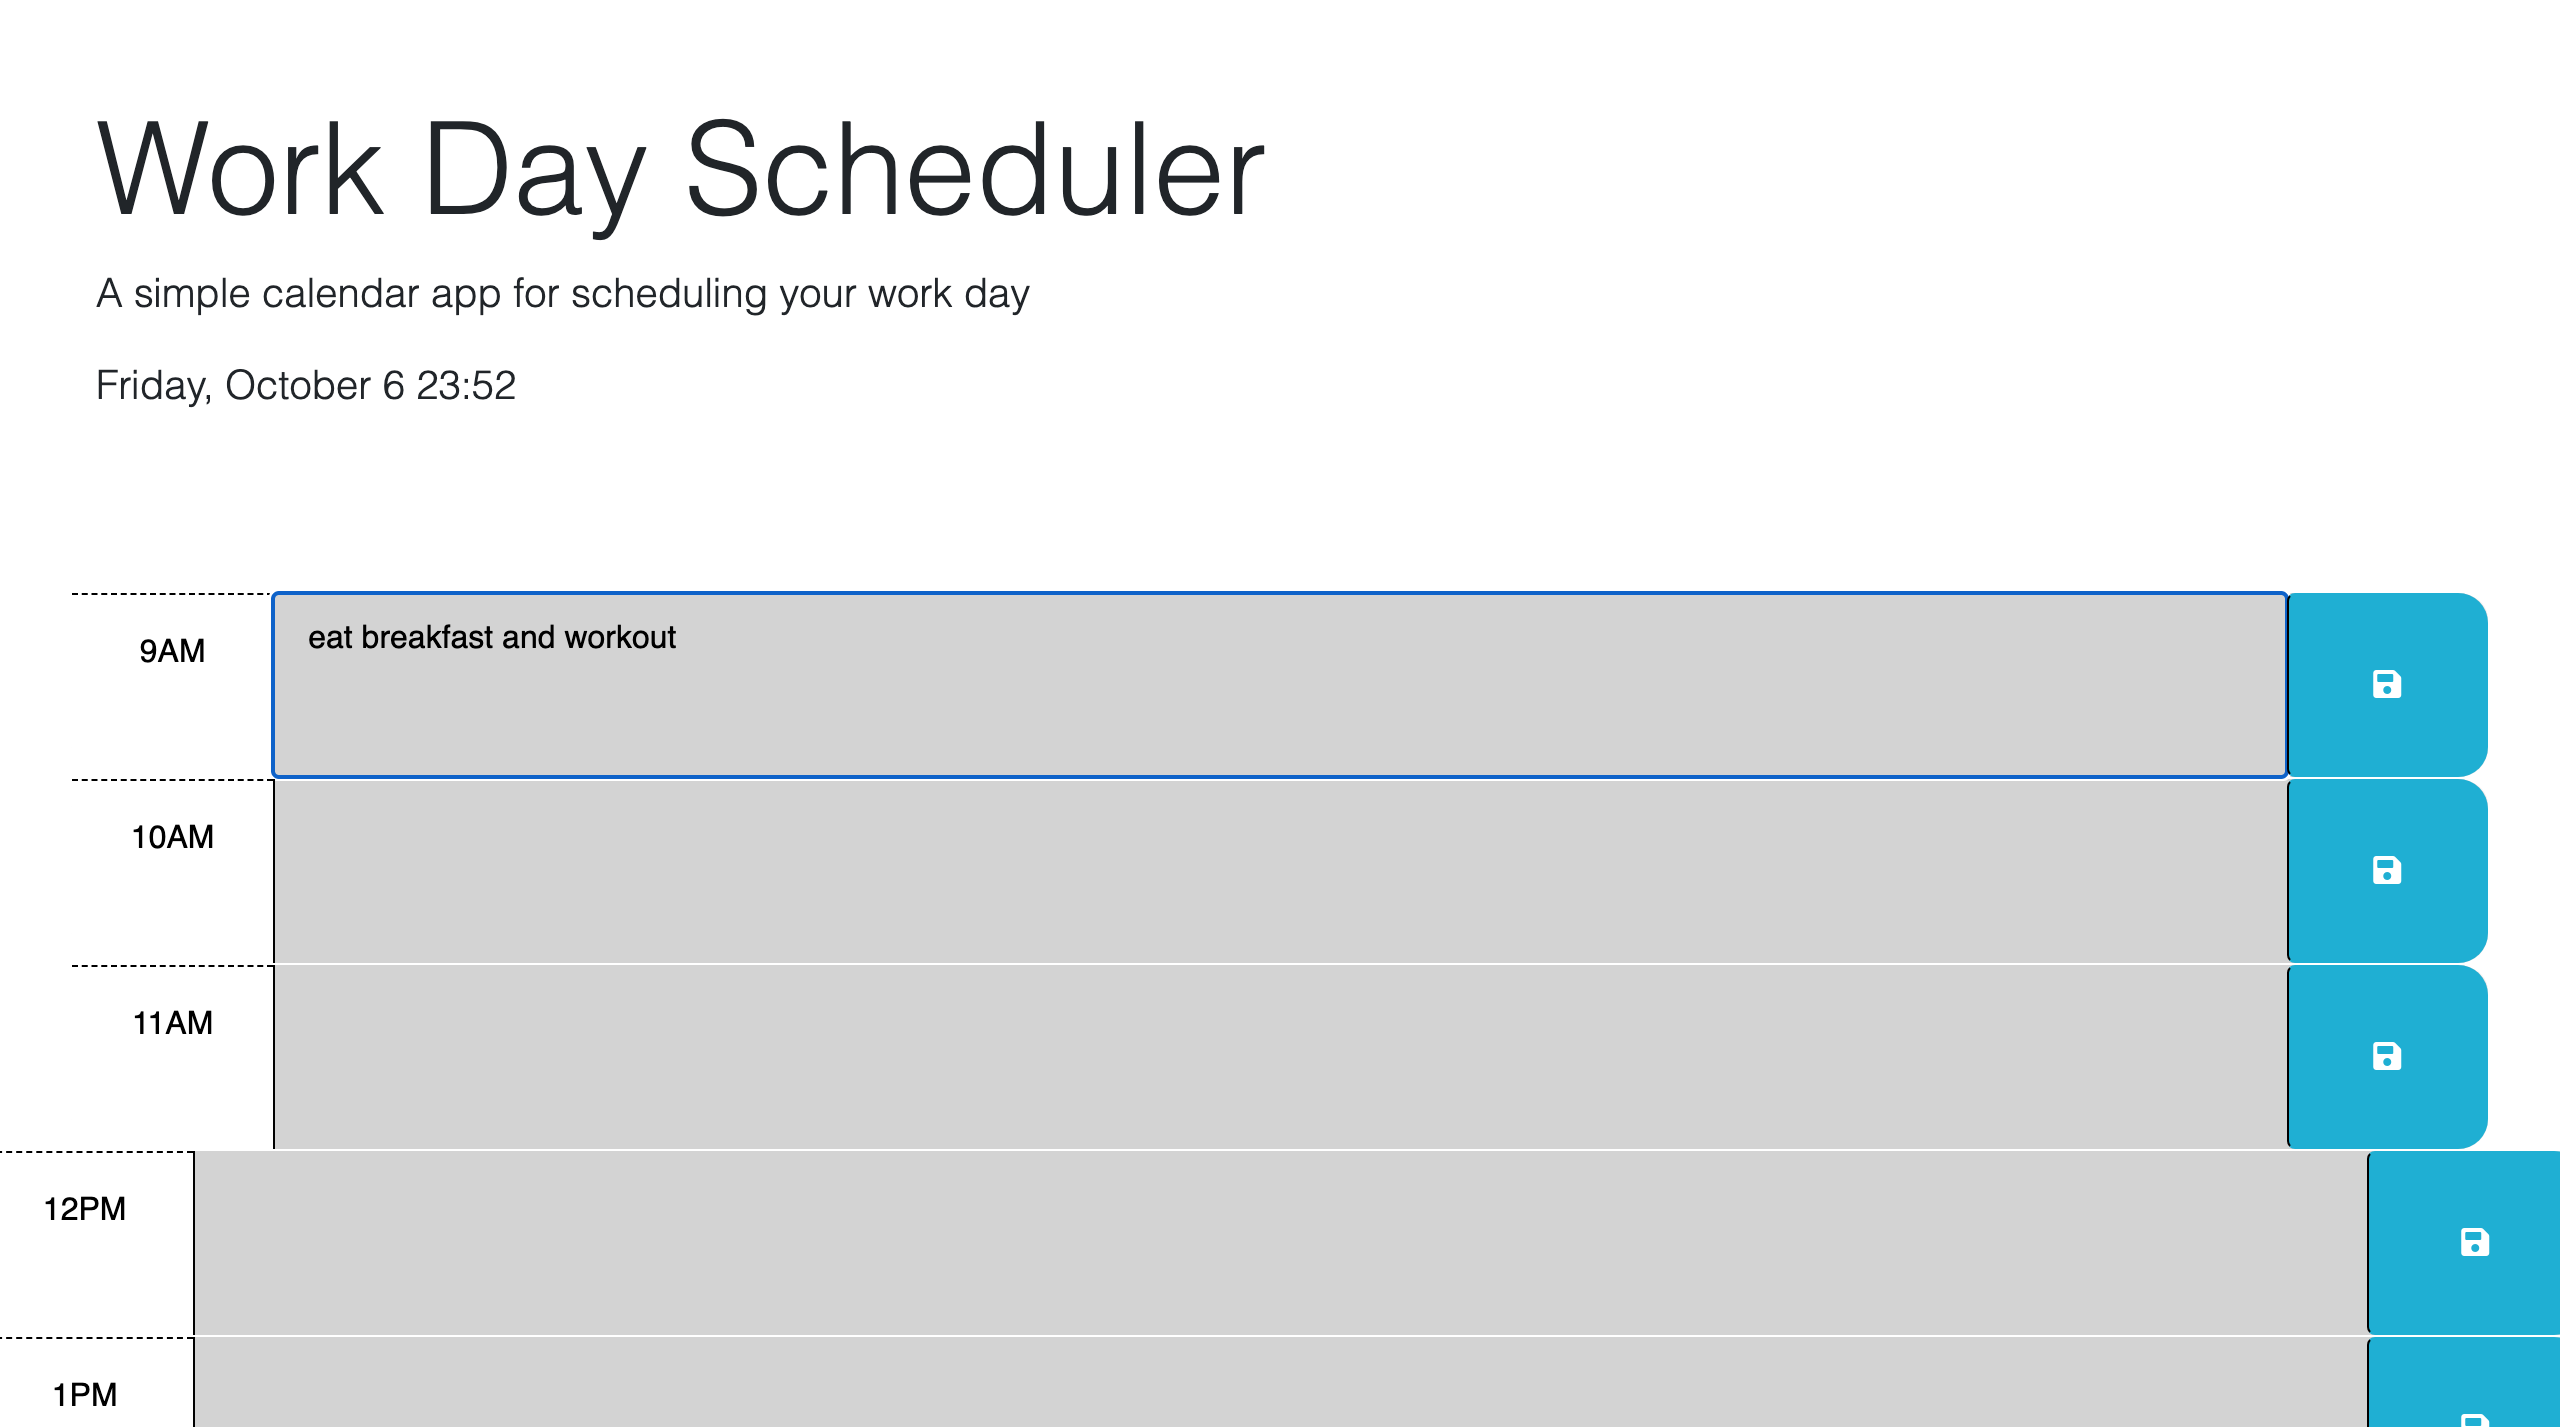 Work Day Scheduler
A simple calendar app for scheduling your work day
Friday, October 6 23:52
9AM
eat breakfast and workout
10AM
11AM
12PM
1PM